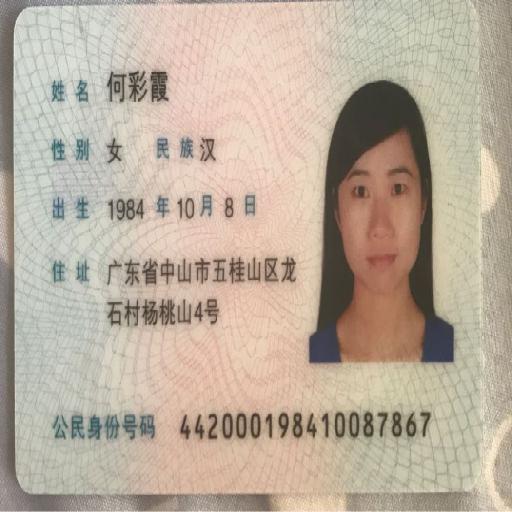 姓名 何彩霞
性别 女 民族 汉
出生 1984 年 10 月 8 日
住址 广东省中山市五桂山区龙
石村杨桃山4号
公民身份号码 442000198410087867